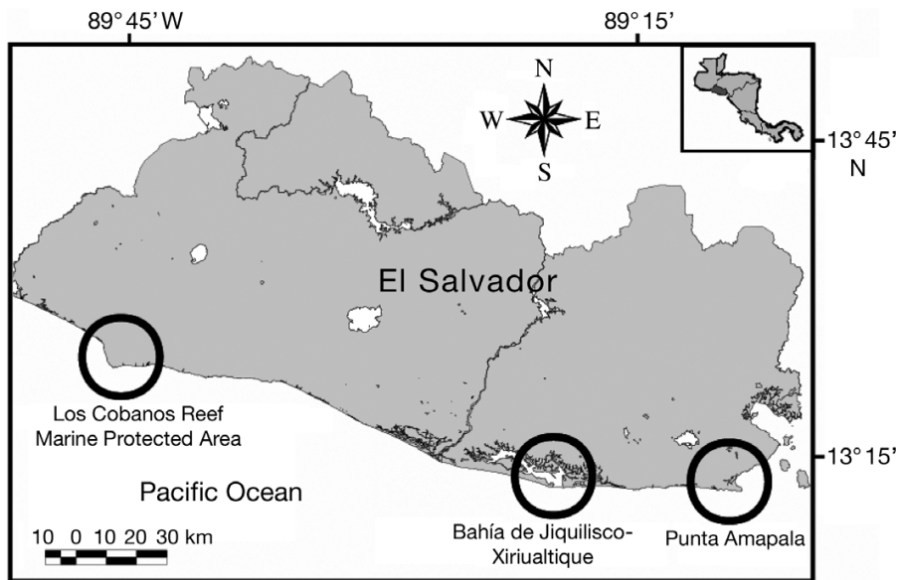 89° 45' W
89° 15'
N
W E
S
13° 45'
N
El Salvador
Los Cobanos Reef
Marine Protected Area
13° 15'
Pacific Ocean
Bahía de Jiquilisco-
Xiriualtique
Punta Amapala
10 0 10 20 30 km